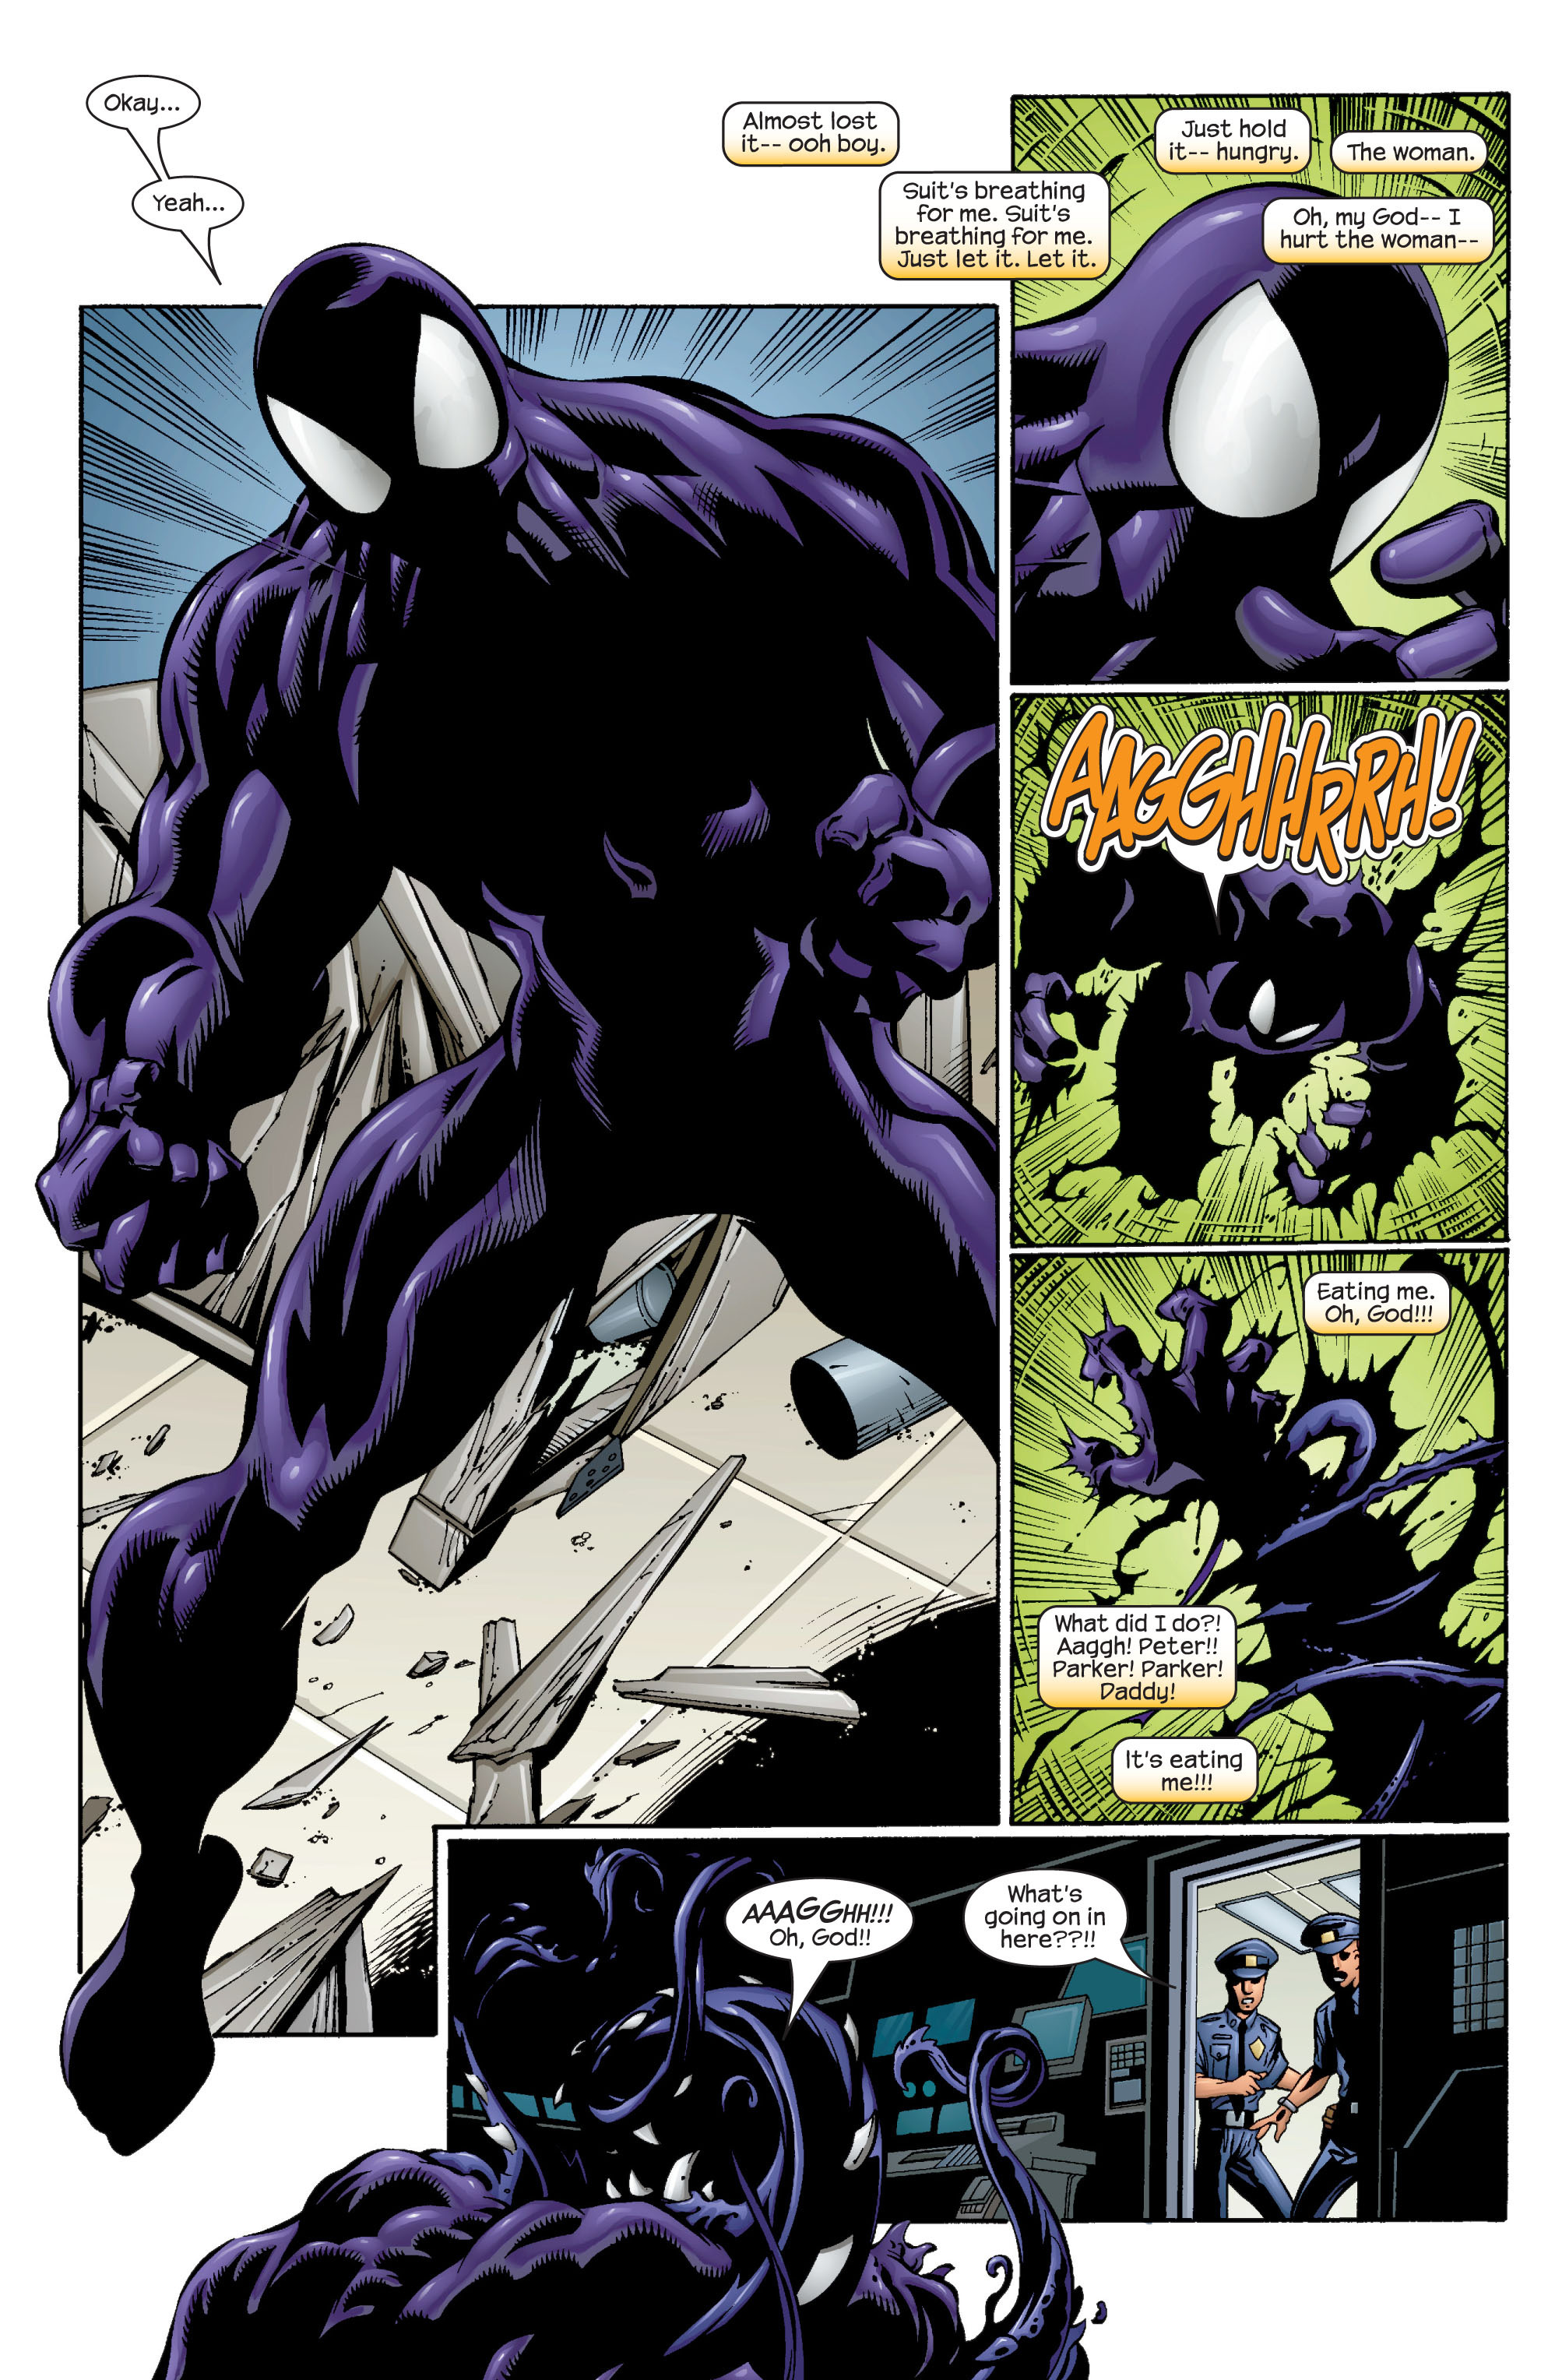 Okay...
Yeah...
Almost lost
it-- ooh boy.
Suit's breathing
for me. Suit's
breathing for me.
Just let it. Let it.
Just hold
it-- hungry.
The woman.
Oh, my God-- I
hurt the woman--
AAGGHHRRH!
Eating me.
Oh, God!!!
What did I do?!
Aaggh! Peter!!
Parker! Parker!
Daddy!
It's eating
me!!!
AAAGGHH!!!
Oh, God!!
What's
going on in
here??!!